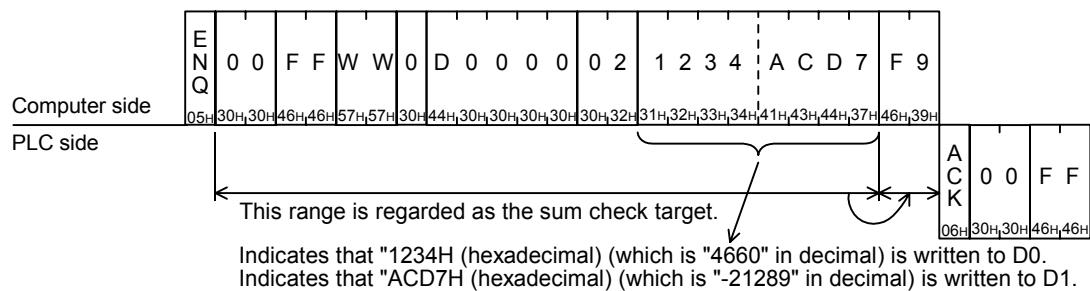 E N Q 0 0 F F W W 0 D 0 0 0 0 0 2 1 2 3 4 A C D 7 F 9
Computer side
05H 30H 30H 46H 46H 57H 57H 30H 44H 30H 30H 30H 30H 30H 32H 31H 32H 33H 34H 41H 43H 44H 37H 46H 39H
PLC side
A C K 0 0 F F
06H 30H 30H 46H 46H
This range is regarded as the sum check target.
Indicates that "1234H (hexadecimal) (which is "4660" in decimal) is written to D0.
Indicates that "ACD7H (hexadecimal) (which is "-21289" in decimal) is written to D1.